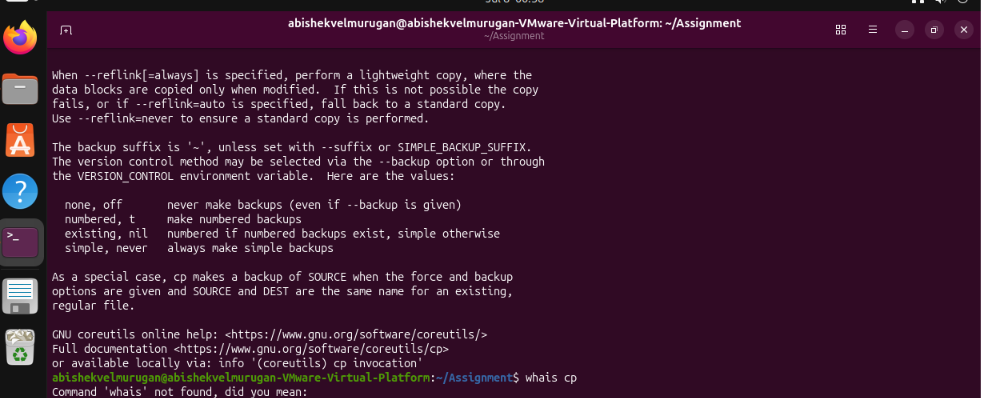 abishekvelmurugan@abishekvelmurugan-VMware-Virtual-Platform: ~/Assignment
~/Assignment
When --reflink[=always] is specified, perform a lightweight copy, where the
data blocks are copied only when modified.  If this is not possible the copy
fails, or if --reflink=auto is specified, fall back to a standard copy.
Use --reflink=never to ensure a standard copy is performed.
The backup suffix is '~', unless set with --suffix or SIMPLE_BACKUP_SUFFIX.
The version control method may be selected via the --backup option or through
the VERSION_CONTROL environment variable.  Here are the values:
none, off       never make backups (even if --backup is given)
numbered, t     make numbered backups
existing, nil   numbered if numbered backups exist, simple otherwise
simple, never   always make simple backups
As a special case, cp makes a backup of SOURCE when the force and backup
options are given and SOURCE and DEST are the same name for an existing,
regular file.
GNU coreutils online help: <https://www.gnu.org/software/coreutils/>
Full documentation <https://www.gnu.org/software/coreutils/cp>
or available locally via: info '(coreutils) cp invocation'
abishekvelmurugan@abishekvelmurugan-VMware-Virtual-Platform:~/Assignment$ whais cp
Command 'whais' not found, did you mean: